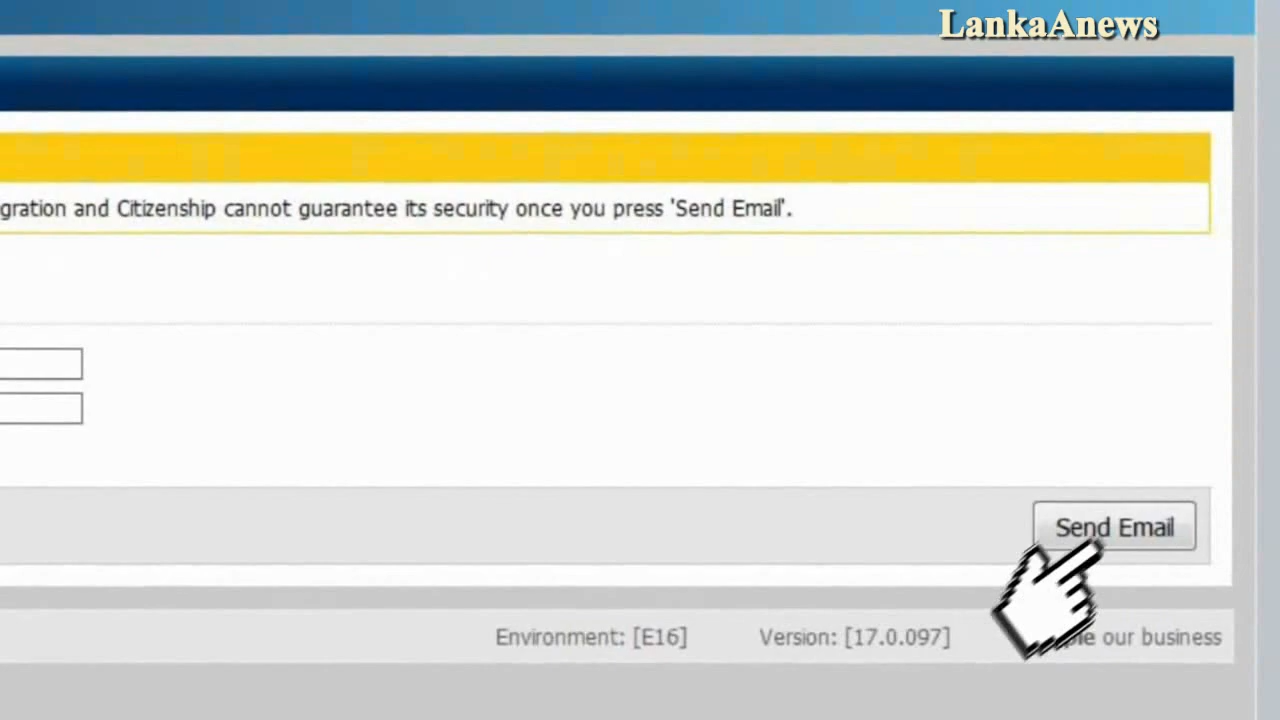 LankaAnews
gration and Citizenship cannot guarantee its security once you press 'Send Email'.
Send Email
Environment: [E16] Version: [17.0.097] our business